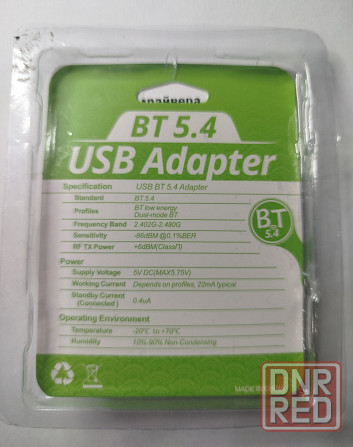 драйвера
BT 5.4
USB Adapter
Specification USB BT 5.4 Adapter
Standard BT 5.4
Profiles BT low energy
Dual-mode BT
Frequency Band 2.402G-2.480G
Sensitivity -86dBM @0.1%BER
RF TX Power +6dBM(Class1)
BT
5.4
Power
Supply Voltage 5V DC(MAX5.75V)
Working Current Depends on profiles, 22mA typical
Standby Current
(Connected ) 0.4uA
Operating Environment
Temperature -20℃ to +70℃
Humidity 10%-90% Non-Condensing
MADE IN
DNR
RED